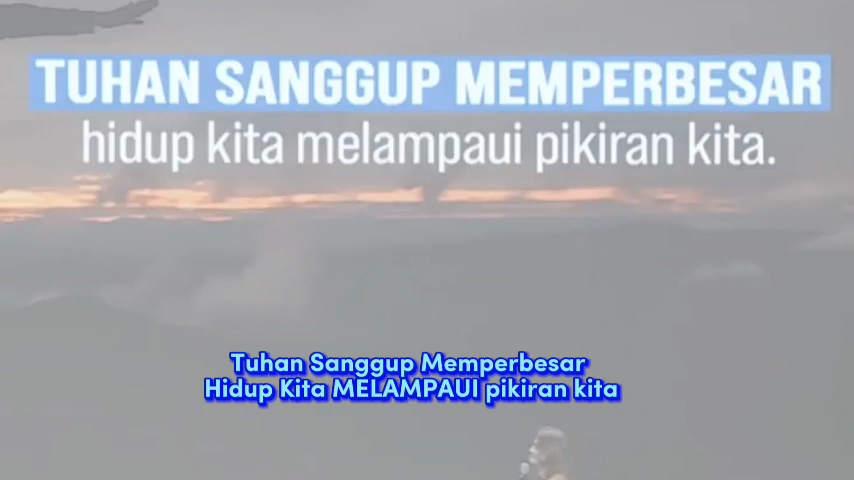 TUHAN SANGGUP MEMPERBESAR
hidup kita melampaui pikiran kita.
Tuhan Sanggup Memperbesar
Hidup Kita MELAMPAUI pikiran kita